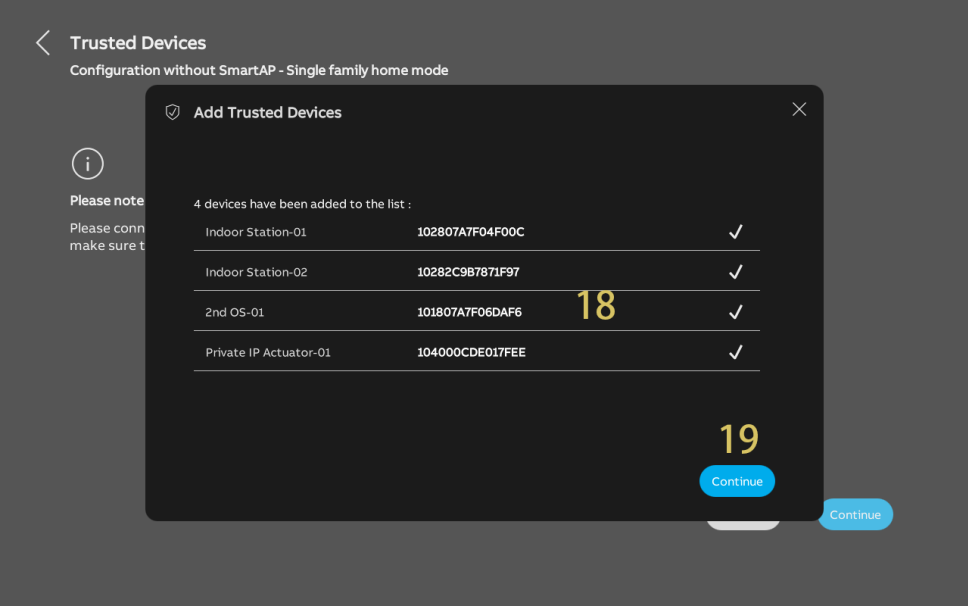 Trusted Devices
Configuration without SmartAP - Single family home mode
Add Trusted Devices
Please note
Please conn
make sure t
4 devices have been added to the list :
Indoor Station-01 102807A7F04F00C
Indoor Station-02 10282C9B7871F97
2nd OS-01 101807A7F06DAF6
18
Private IP Actuator-01 104000CDE017FEE
19
Continue
Continue